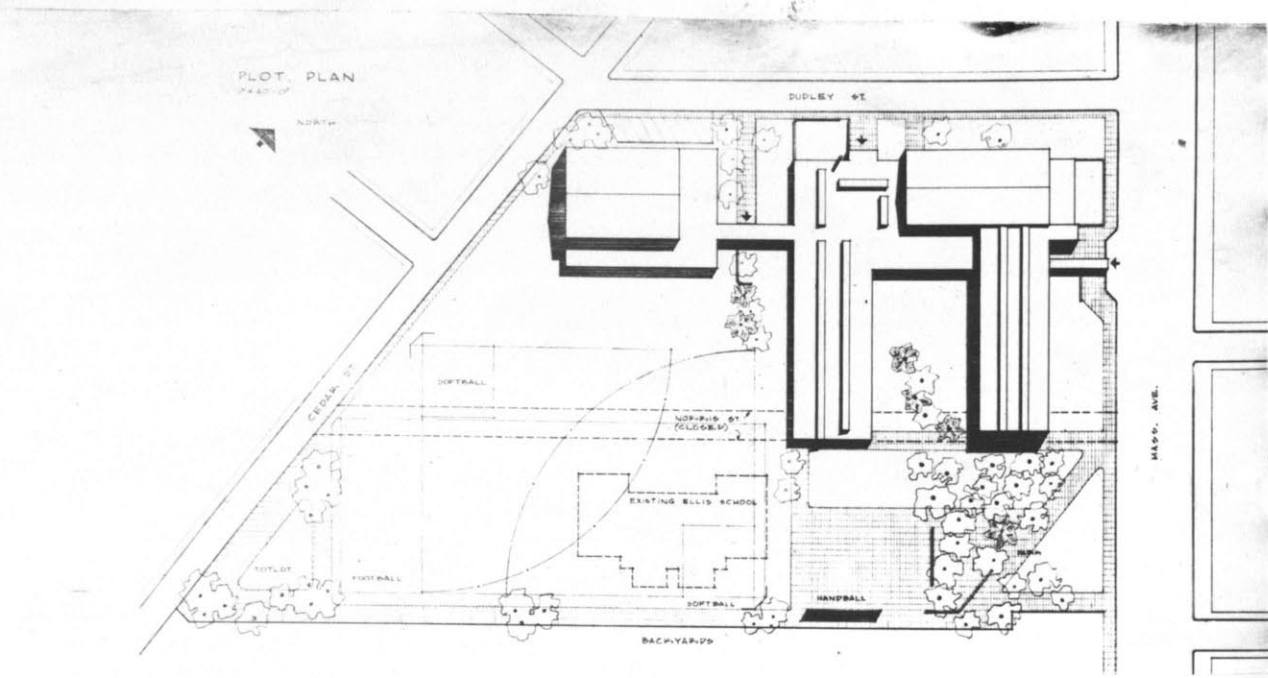 PLOT PLAN
NORTH
DUDLEY ST.
CEDAR ST.
SOFTBALL
NORRIS ST.
(CLOSED)
MASS. AVE.
EXISTING ELLIS SCHOOL
TOTLOT
FOOTBALL
SOFTBALL
HANDBALL
BACKYARDS